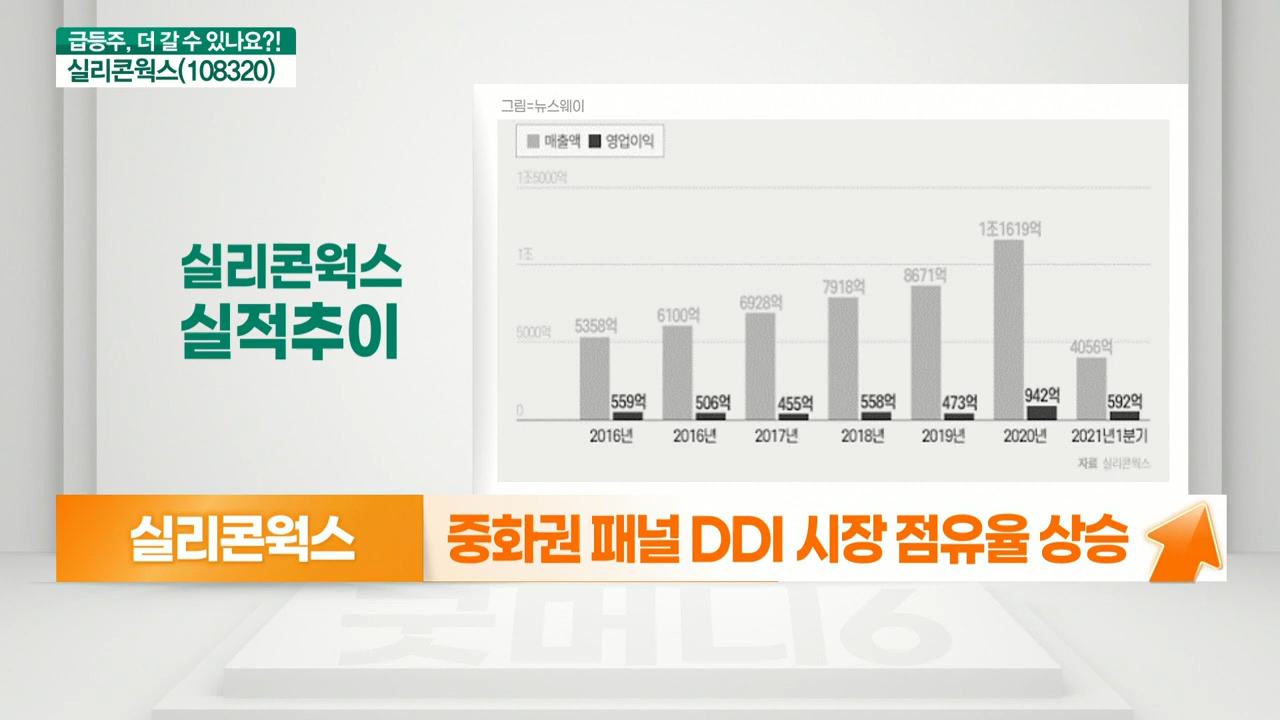 급등주, 더 갈 수 있나요?!
실리콘웍스(108320)
그림=뉴스웨이
매출액 영업이익
1조5000억
1조
5000억
0
5358억 6100억 6928억 7918억 8671억 1조1619억 4056억
559억 506억 455억 558억 473억 942억 592억
2016년 2016년 2017년 2018년 2019년 2020년 2021년1분기
자료 실리콘웍스
실리콘웍스
실적추이
실리콘웍스
중화권 패널 DDI 시장 점유율 상승
굿머니6